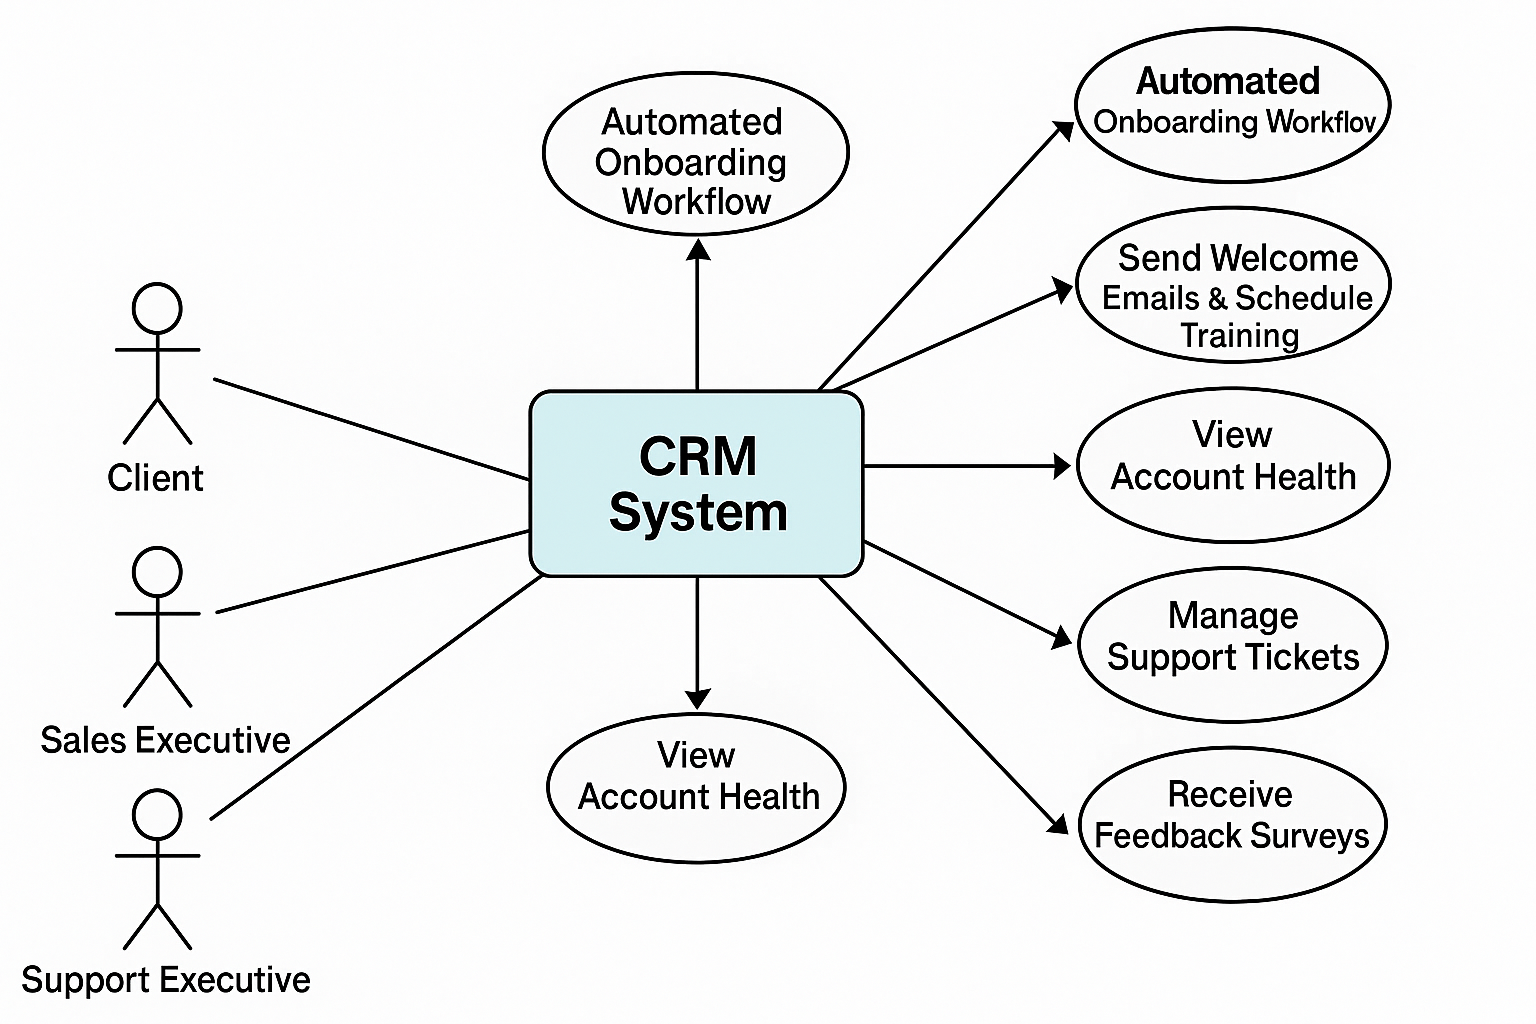 Automated
Onboarding
Workflow
Automated
Onboarding Workflov
Send Welcome
Emails & Schedule
Training
Client
CRM
System
View
Account Health
Sales Executive
Manage
Support Tickets
View
Account Health
Receive
Feedback Surveys
Support Executive